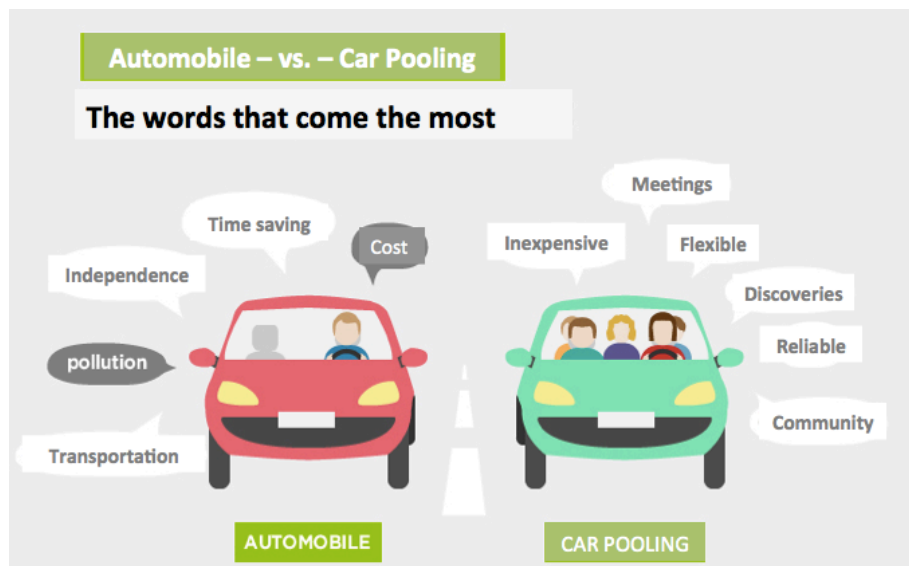 Automobile – vs. – Car Pooling
The words that come the most
Time saving
Cost
Independence
pollution
Transportation
Meetings
Inexpensive
Flexible
Discoveries
Reliable
Community
AUTOMOBILE
CAR POOLING